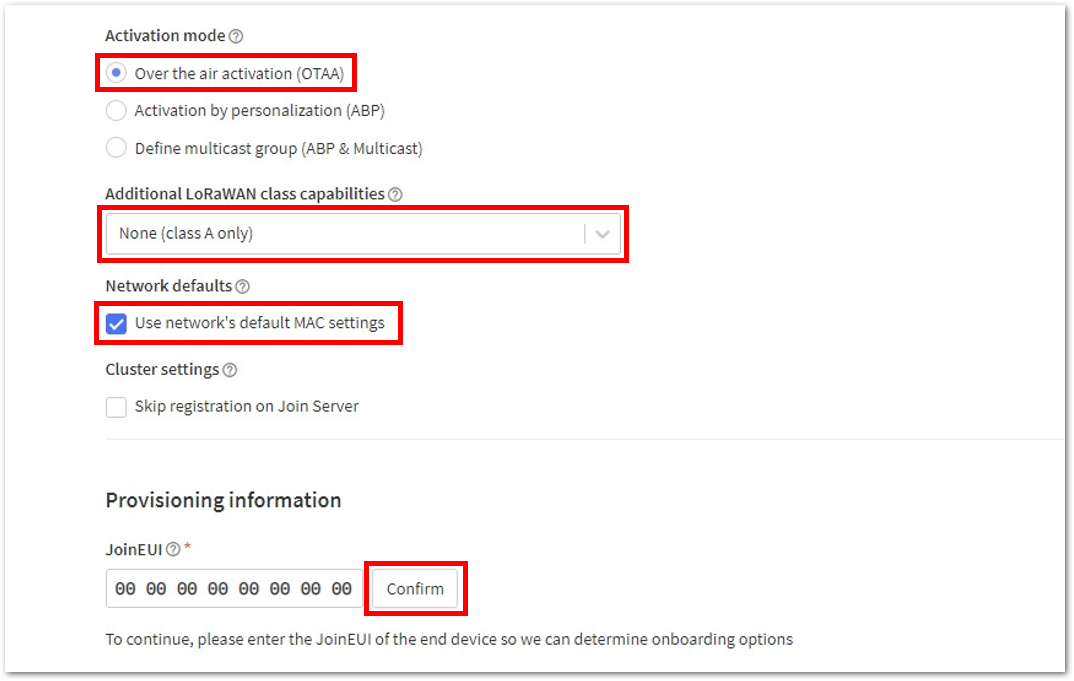 Activation mode
Over the air activation (OTAA)
Activation by personalization (ABP)
Define multicast group (ABP & Multicast)
Additional LoRaWAN class capabilities
None (class A only)
Network defaults
Use network's default MAC settings
Cluster settings
Skip registration on Join Server
Provisioning information
JoinEUI *
00 00 00 00 00 00 00 00 Confirm
To continue, please enter the JoinEUI of the end device so we can determine onboarding options